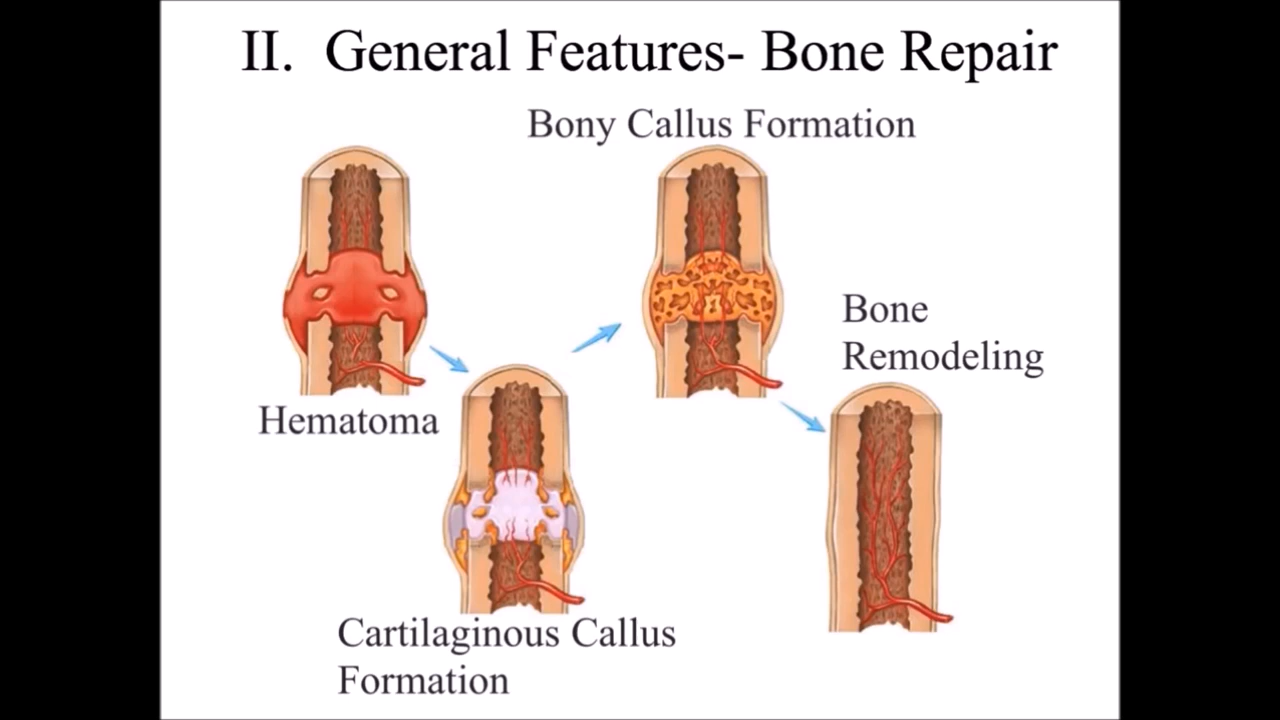 II. General Features- Bone Repair
Bony Callus Formation
Bone
Remodeling
Hematoma
Cartilaginous Callus
Formation